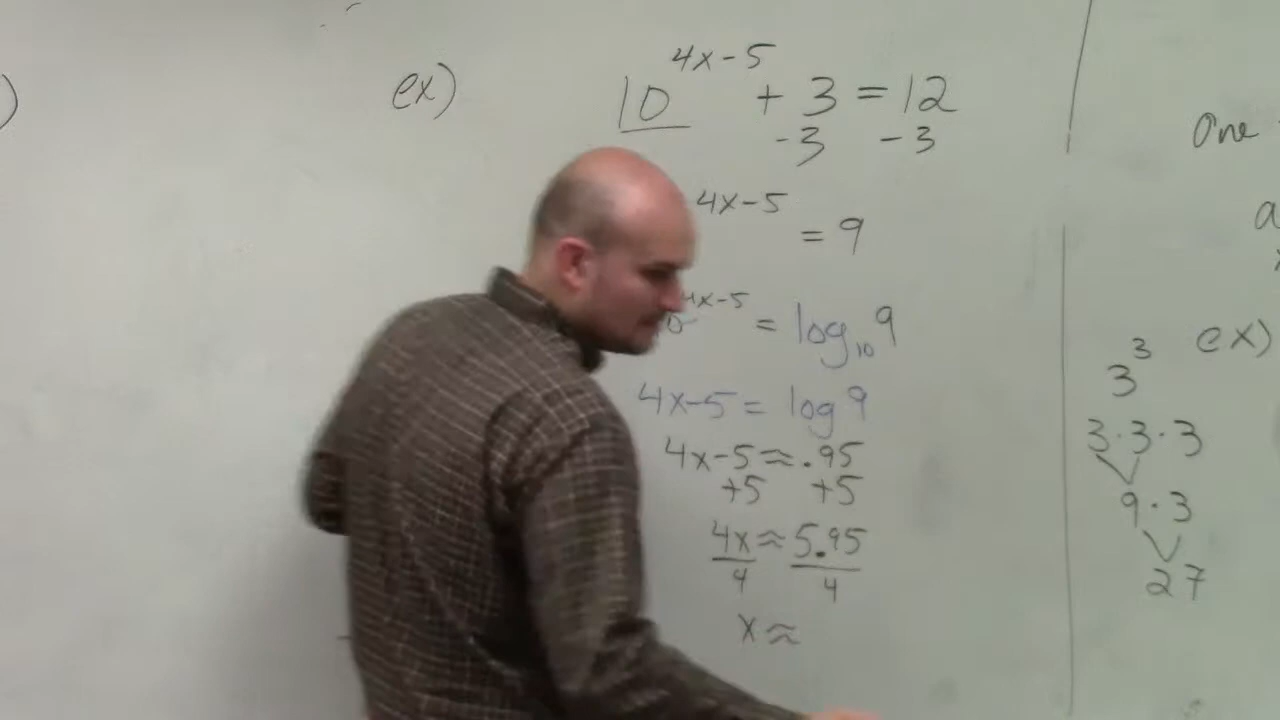 ex)
10^{4x-5} + 3 = 12
-3 -3
4x-5 = 9
4x-5 = log_{10} 9
4x-5 = log 9
4x-5 ≈ .95
+5 +5
4x ≈ 5.95
4 4
x ≈
One
ex)
3^3
3·3·3
9·3
27